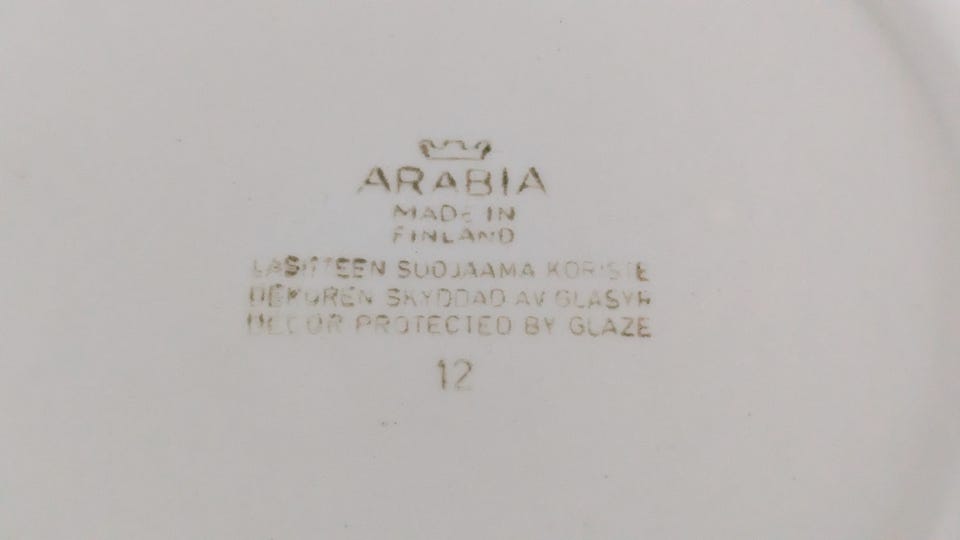 ARABIA
MADE IN
FINLAND
LASITTEEN SUOJAAMA KORISTE
DEKOREN SKYDDAD AV GLASYR
DECOR PROTECTED BY GLAZE
12